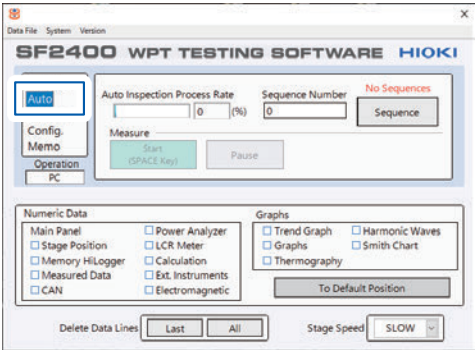 Data File System Version
SF2400 WPT TESTING SOFTWARE HIOKI
Auto
Config.
Memo
Operation
PC
Auto Inspection Process Rate
0 (%)
Sequence Number
0
No Sequences
Sequence
Measure
Start
(SPACE Key)
Pause
Numeric Data
Main Panel
Stage Position
Memory HiLogger
Measured Data
CAN
Power Analyzer
LCR Meter
Calculation
Ext. Instruments
Electromagnetic
Graphs
Trend Graph
Graphs
Thermography
Harmonic Waves
Smith Chart
To Default Position
Delete Data Lines Last All
Stage Speed SLOW